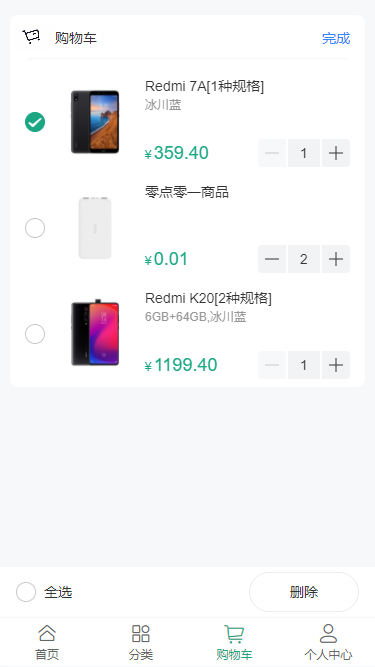 购物车 完成
Redmi 7A[1种规格]
冰川蓝
¥359.40 1
零点零一商品
¥0.01 2
Redmi K20[2种规格]
6GB+64GB,冰川蓝
¥1199.40 1
全选 删除
首页 分类 购物车 个人中心